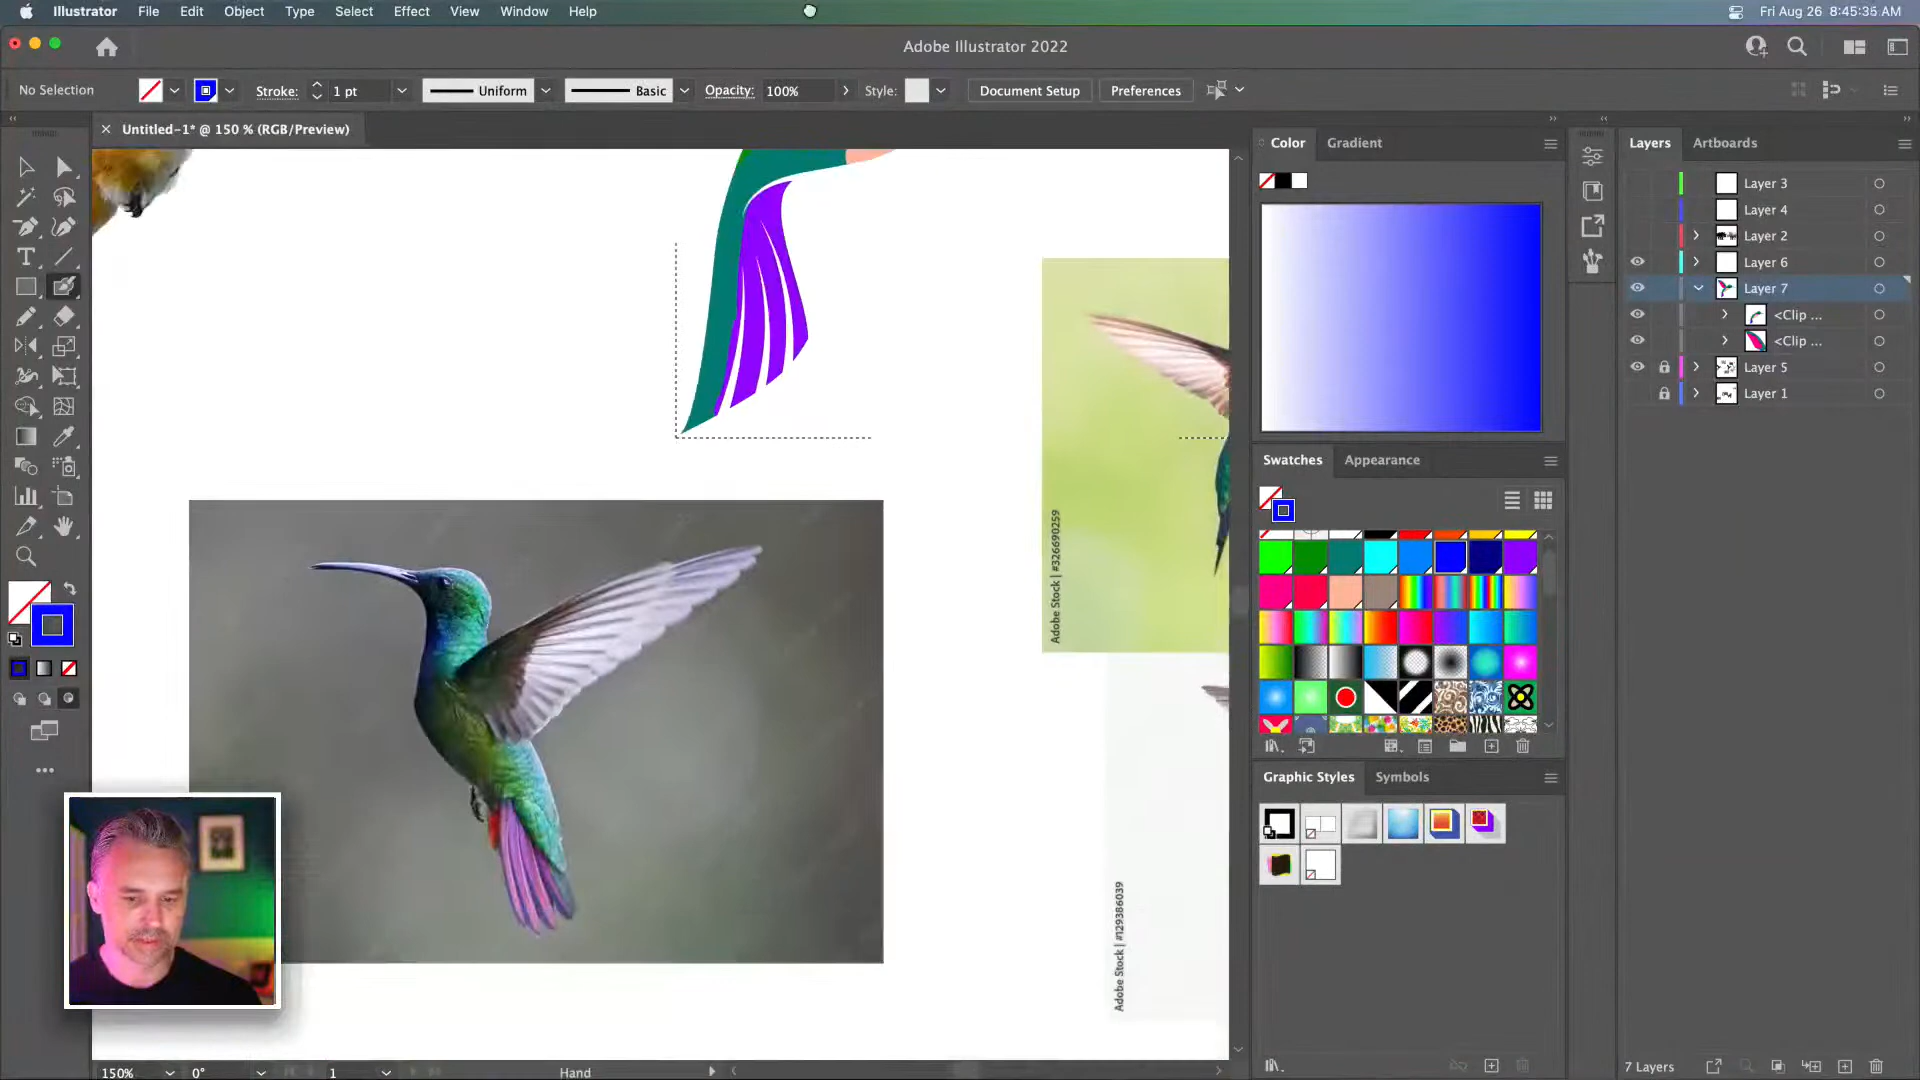 Illustrator File Edit Object Type Select Effect View Window Help
Fri Aug 26 8:45:35 AM
Adobe Illustrator 2022
No Selection
Stroke: 1 pt
Uniform
Basic
Opacity: 100%
Style:
Document Setup
Preferences
× Untitled-1* @ 150 % (RGB/Preview)
Color Gradient
Layers Artboards
Layer 3
Layer 4
Layer 2
Layer 6
Layer 7
<Clip ...
<Clip ...
Layer 5
Layer 1
Swatches Appearance
Adobe Stock | #326690259
Graphic Styles Symbols
Adobe Stock | #129386039
150% 0° 1 Hand
7 Layers